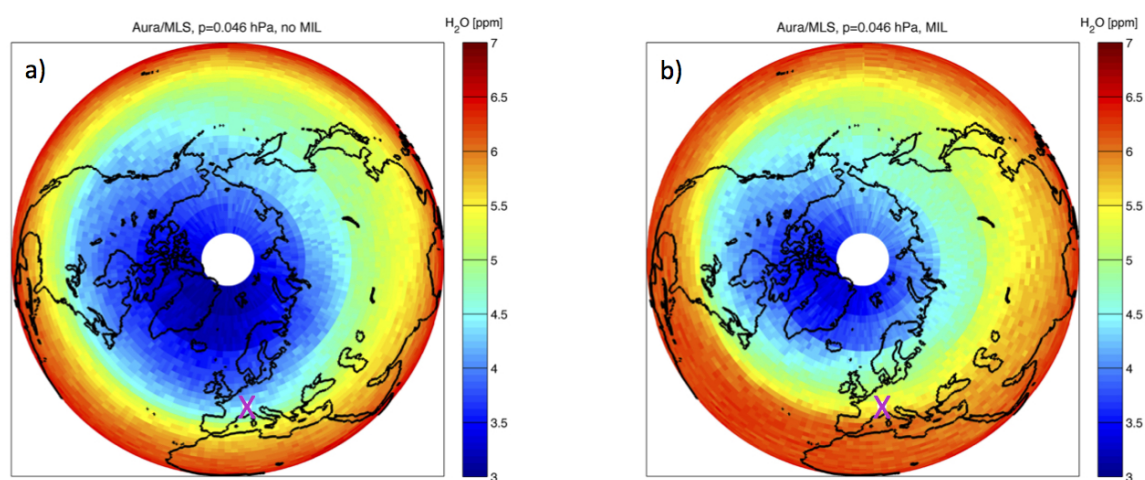 Aura/MLS, p=0.046 hPa, no MIL
H₂O [ppm]
a)
7
6.5
6
5.5
5
4.5
4
3.5
3
X
Aura/MLS, p=0.046 hPa, MIL
H₂O [ppm]
b)
7
6.5
6
5.5
5
4.5
4
3.5
3
X